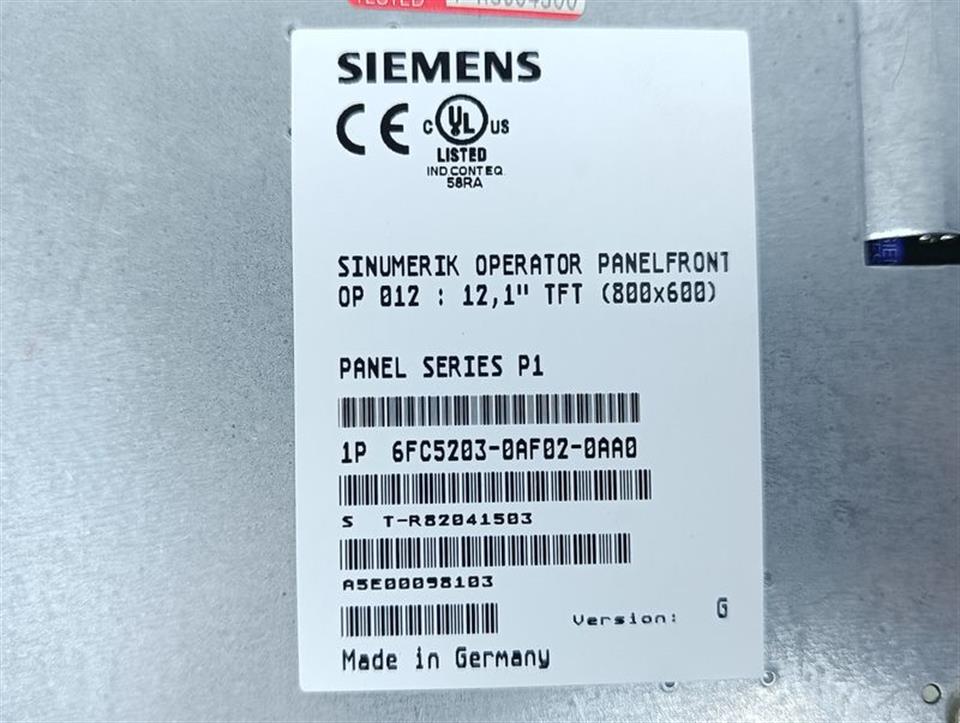 TESTED
SIEMENS
CE
C UL US
LISTED
IND CONT EQ.
58RA
SINUMERIK OPERATOR PANELFRONT
OP 012 : 12,1" TFT (800x600)
PANEL SERIES P1
1P 6FC5203-0AF02-0AA0
S T-R82041503
A5E00098103
Version: G
Made in Germany